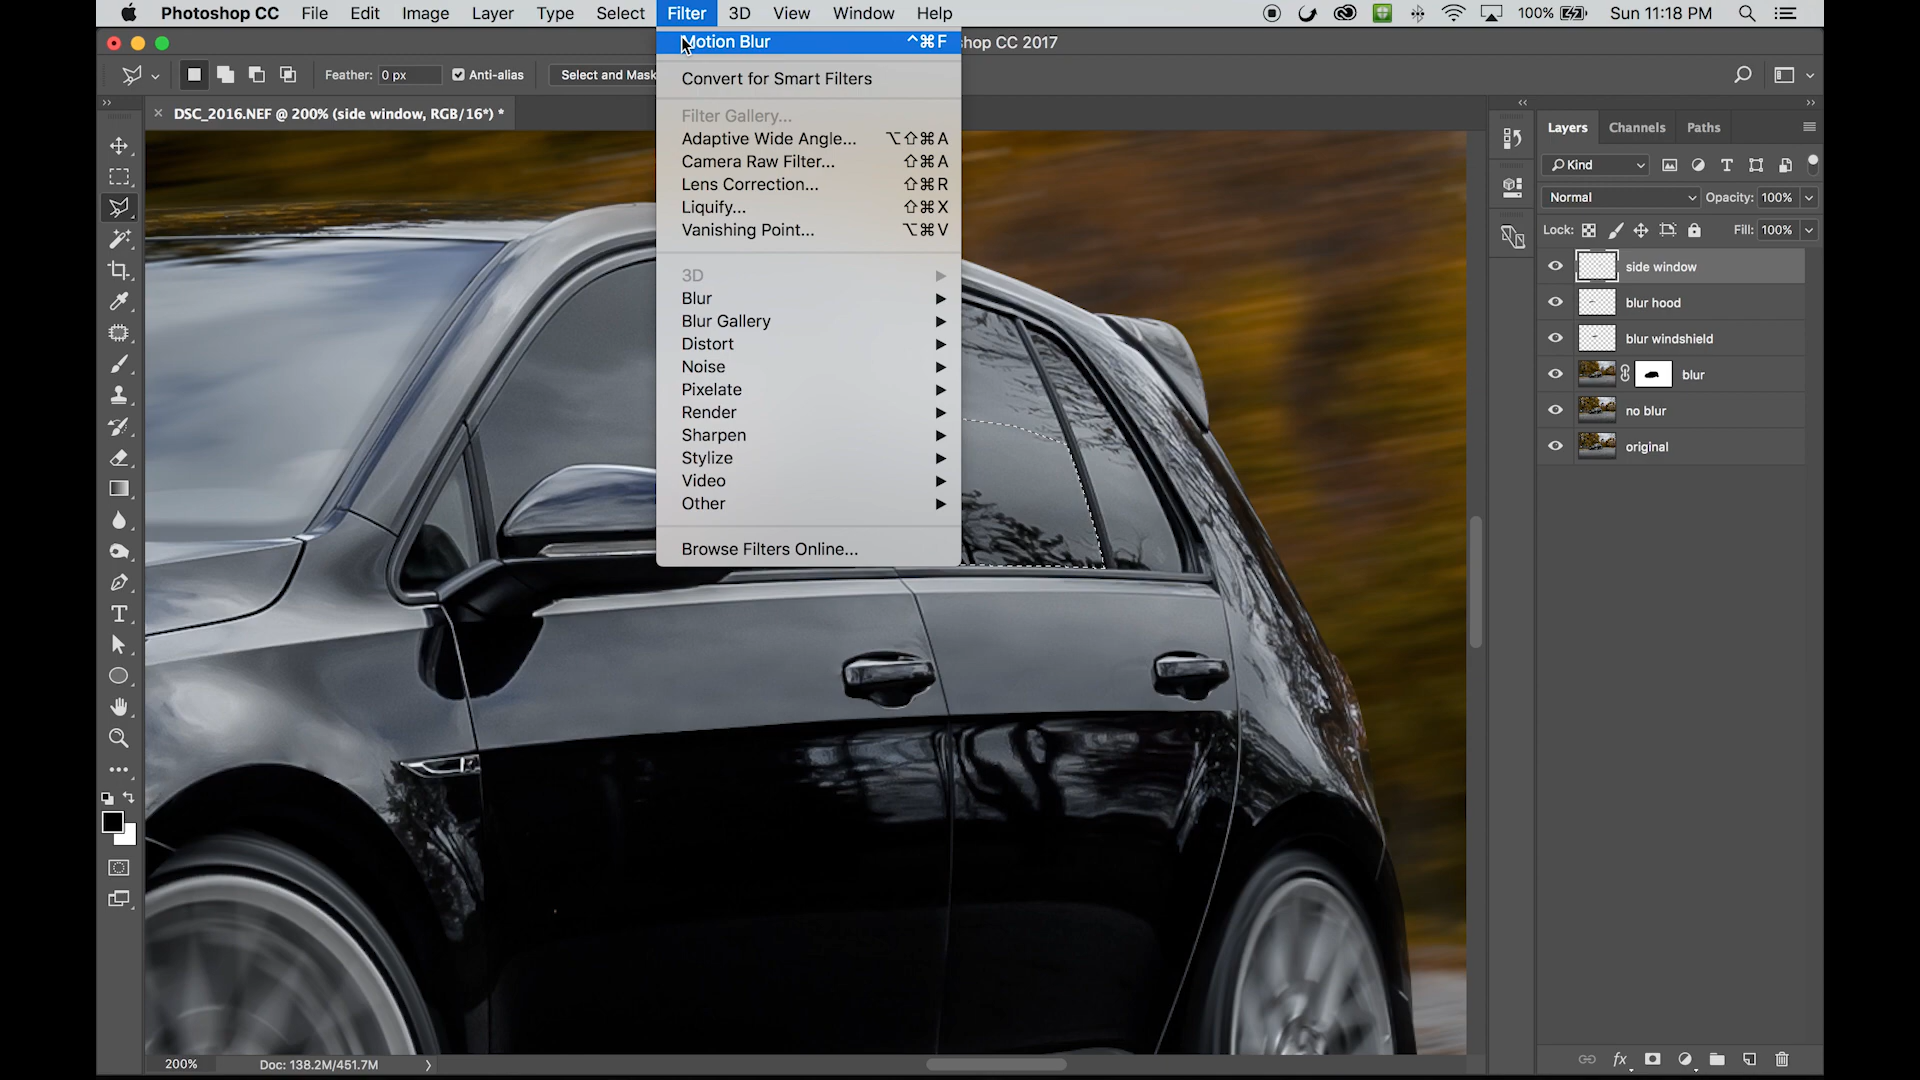 Photoshop CC File Edit Image Layer Type Select Filter 3D View Window Help 100% Sun 11:18 PM
Motion Blur ^⌘F
shop CC 2017
Feather: 0 px Anti-alias Select and Mask
Convert for Smart Filters
DSC_2016.NEF @ 200% (side window, RGB/16*) *
Filter Gallery...
Adaptive Wide Angle... ⌥⇧⌘A
Camera Raw Filter... ⇧⌘A
Lens Correction... ⇧⌘R
Liquify... ⇧⌘X
Vanishing Point... ⌥⌘V
3D
Blur
Blur Gallery
Distort
Noise
Pixelate
Render
Sharpen
Stylize
Video
Other
Browse Filters Online...
Layers Channels Paths
Kind
Normal Opacity: 100%
Lock: Fill: 100%
side window
blur hood
blur windshield
blur
no blur
original
200% Doc: 138.2M/451.7M